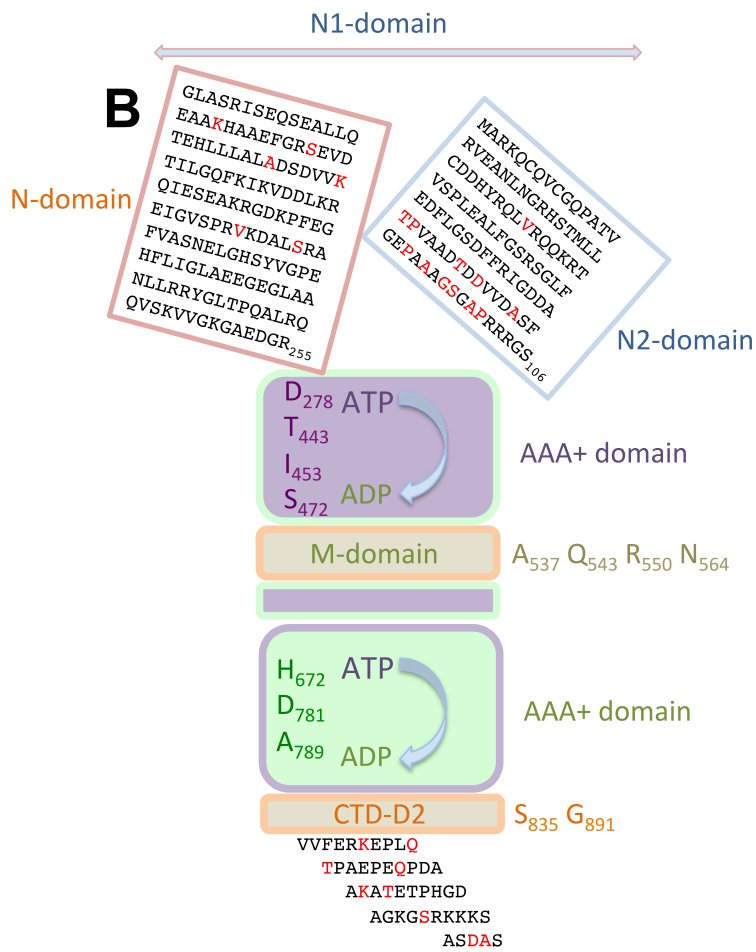 N1-domain
B
N-domain
GLASRISEQSEALLQ
EAAKHAAEFGRSEVD
TEHLLLALADSDVVK
TILGQFKIKVDDLKR
QIESEAKRGDKPFEG
EIGVSPRVKDALSRA
FVASNELGHSYVGPE
HFLIGLAEEGEGLAA
NLLRRYGLTPQALRQ
QVSKVVGKGAEDGR255
MARKQCQVCGQPATV
RVEANLNGRHSTMLL
CDDHYRQLVRQQKRT
VSPLEALFGSRSGLF
EDFLGSDFFRIGDDA
TPVAADTDDVVDASF
GEPAAAGSGAPRRRGS106
N2-domain
D278 ATP
T443
I453
S472 ADP
AAA+ domain
M-domain
A537 Q543 R550 N564
H672 ATP
D781
A789 ADP
AAA+ domain
CTD-D2
S835 G891
VVFERKEPLQ
TPAEPEQPDA
AKATETPHGD
AGKGSRKKKS
ASDAS